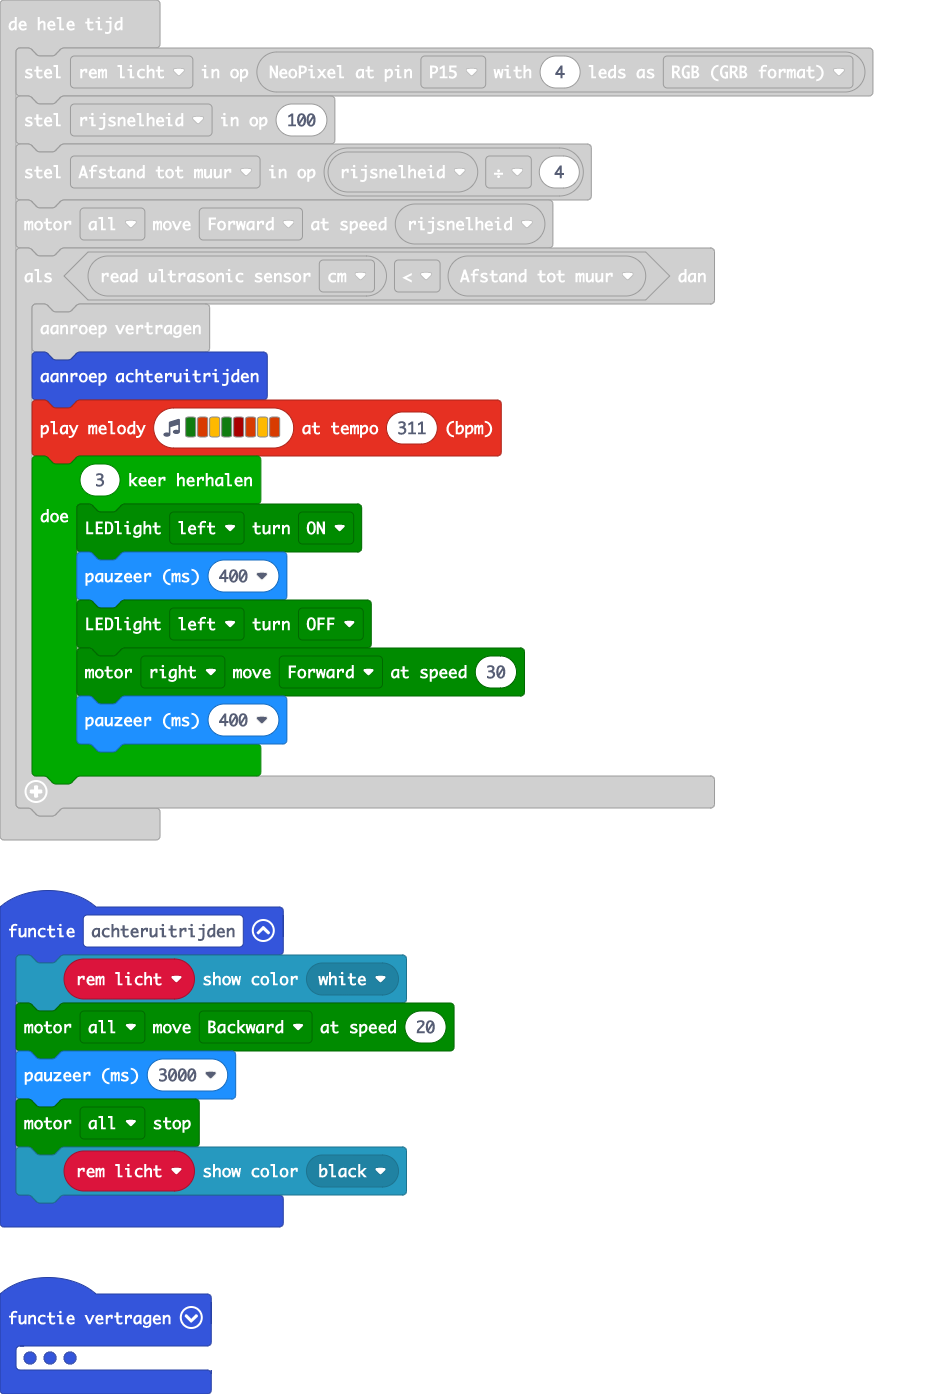 de hele tijd
stel rem licht in op NeoPixel at pin P15 with 4 leds as RGB (GRB format)
stel rijsnelheid in op 100
stel Afstand tot muur in op rijsnelheid ÷ 4
motor all move Forward at speed rijsnelheid
als read ultrasonic sensor cm < Afstand tot muur dan
aanroep vertragen
aanroep achteruitrijden
play melody at tempo 311 (bpm)
3 keer herhalen
doe LEDlight left turn ON
pauzeer (ms) 400
LEDlight left turn OFF
motor right move Forward at speed 30
pauzeer (ms) 400
functie achteruitrijden
rem licht show color white
motor all move Backward at speed 20
pauzeer (ms) 3000
motor all stop
rem licht show color black
functie vertragen